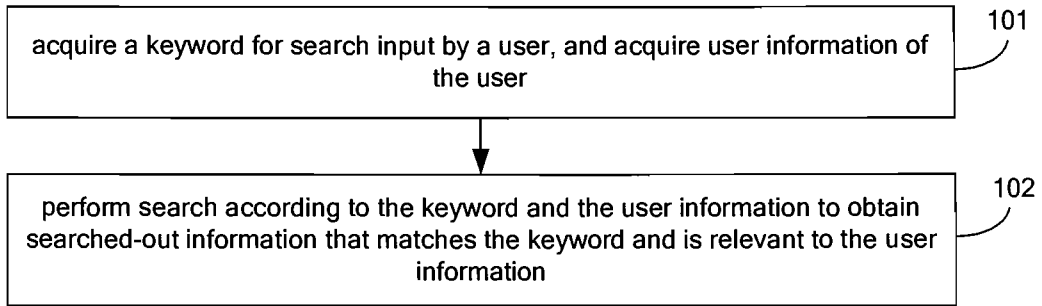 101
acquire a keyword for search input by a user, and acquire user information of
the user
102
perform search according to the keyword and the user information to obtain
searched-out information that matches the keyword and is relevant to the user
information